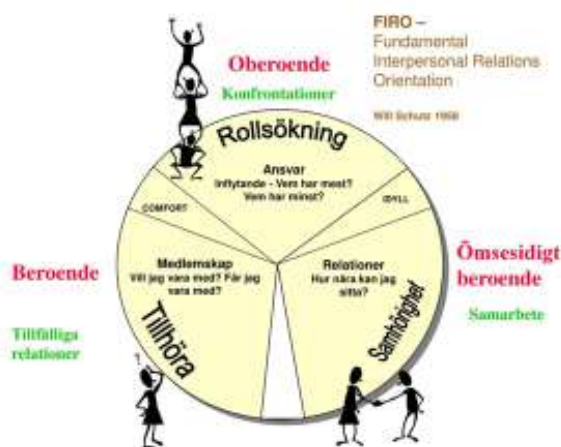 FIRO –
Fundamental
Interpersonal Relations
Orientation
Will Schutz 1958
Oberoende
Konfrontationer
Rollsökning
Ansvar
Inflytande - Vem har mest?
Vem har minst?
COMFORT
IDYLL
Beroende
Medlemskap
Vill jag vara med? Får jag
vara med?
Relationer
Hur nära kan jag
sitta?
Ömsesidigt
beroende
Tillfälliga
relationer
Tillhöra
Samhörighet
Samarbete
?